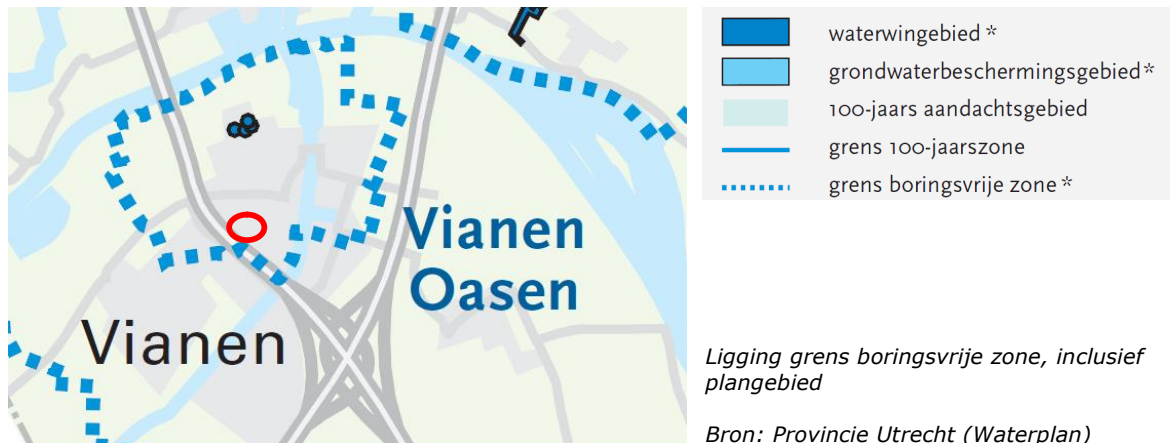 Vianen
Oasen
Vianen
waterwingebied *
grondwaterbeschermingsgebied*
100-jaars aandachtsgebied
grens 100-jaarszone
grens boringsvrije zone *
Ligging grens boringsvrije zone, inclusief
plangebied
Bron: Provincie Utrecht (Waterplan)